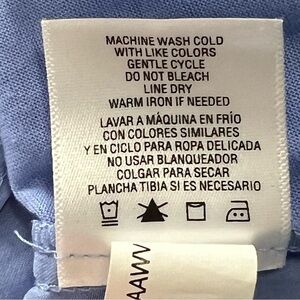 MACHINE WASH COLD
WITH LIKE COLORS
GENTLE CYCLE
DO NOT BLEACH
LINE DRY
WARM IRON IF NEEDED
LAVAR A MÁQUINA EN FRÍO
CON COLORES SIMILARES
Y EN CICLO PARA ROPA DELICADA
NO USAR BLANQUEADOR
COLGAR PARA SECAR
PLANCHA TIBIA SI ES NECESARIO